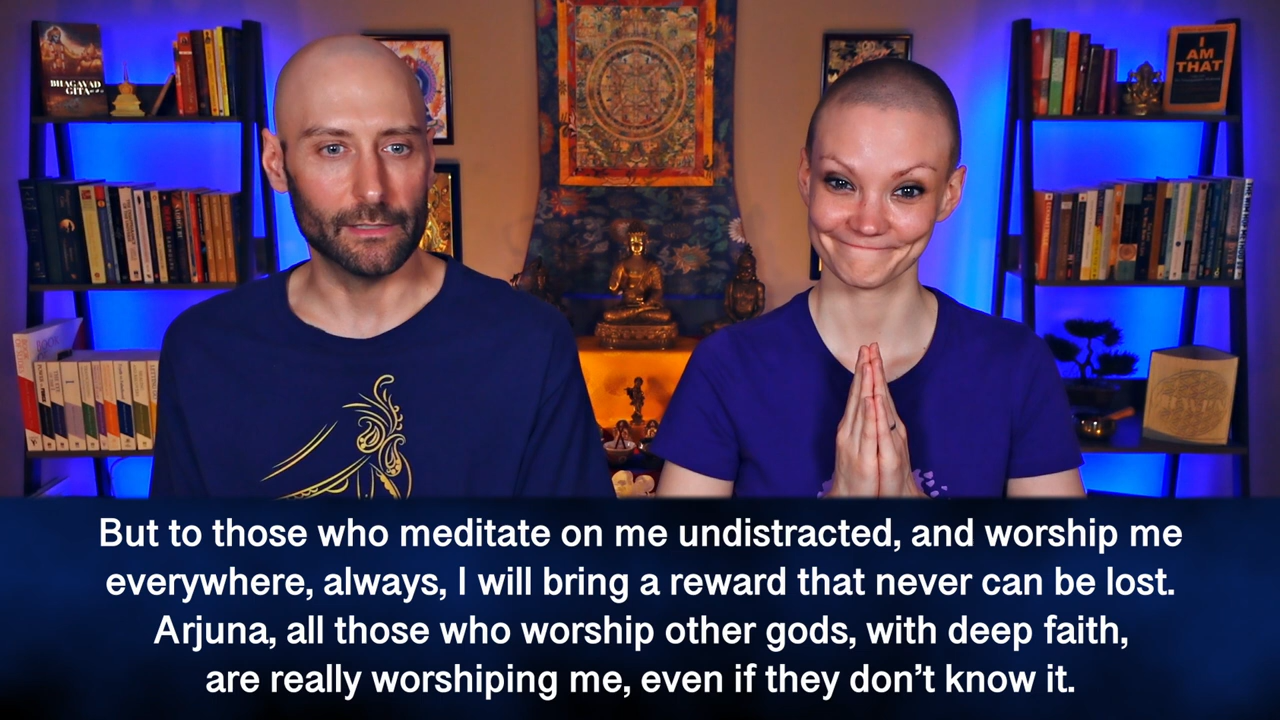 BHAGAVAD
GITA
I
AM
THAT
But to those who meditate on me undistracted, and worship me
everywhere, always, I will bring a reward that never can be lost.
Arjuna, all those who worship other gods, with deep faith,
are really worshiping me, even if they don’t know it.